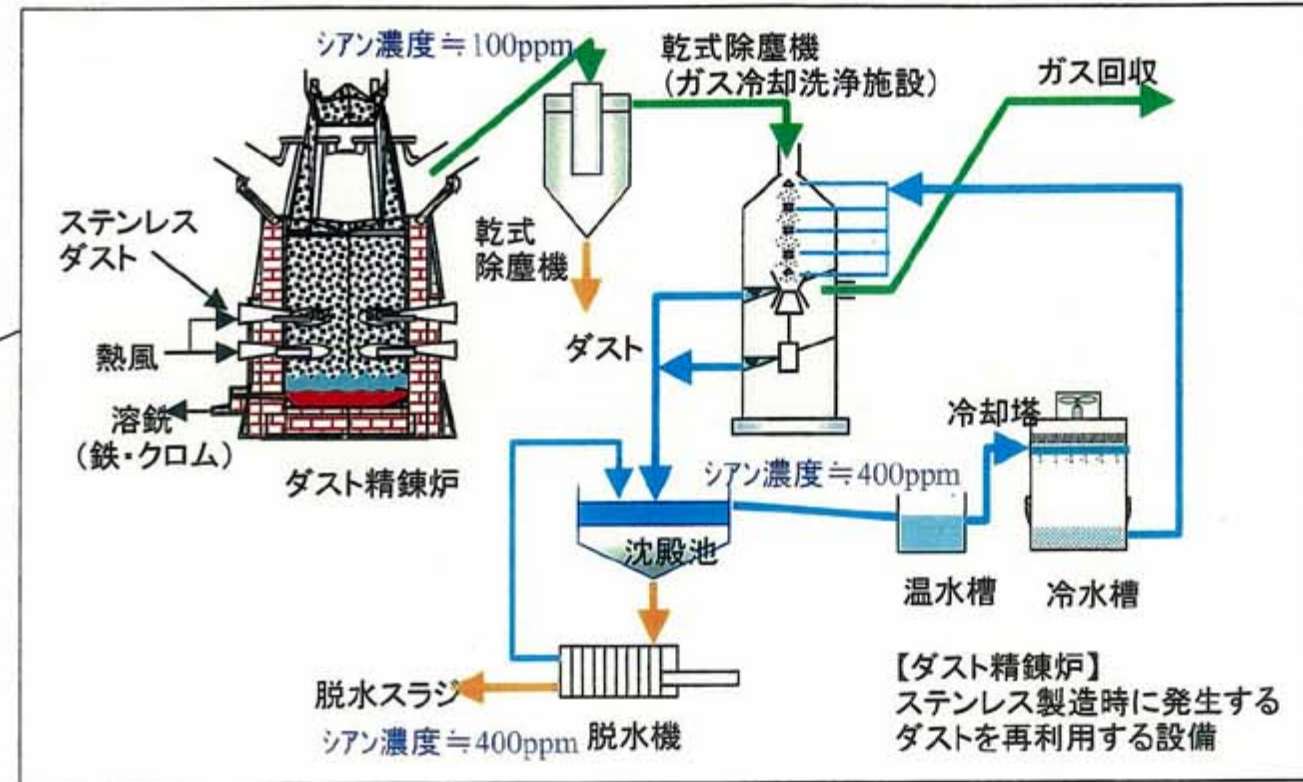 シアン濃度≒100ppm
乾式除塵機
(ガス冷却洗浄施設)
ガス回収
ステンレス
ダスト
乾式
除塵機
熱風
ダスト
溶銑
(鉄・クロム)
ダスト精錬炉
冷却塔
シアン濃度≒400ppm
沈殿池
温水槽
冷水槽
脱水スラジ
シアン濃度≒400ppm
脱水機
【ダスト精錬炉】
ステンレス製造時に発生する
ダストを再利用する設備